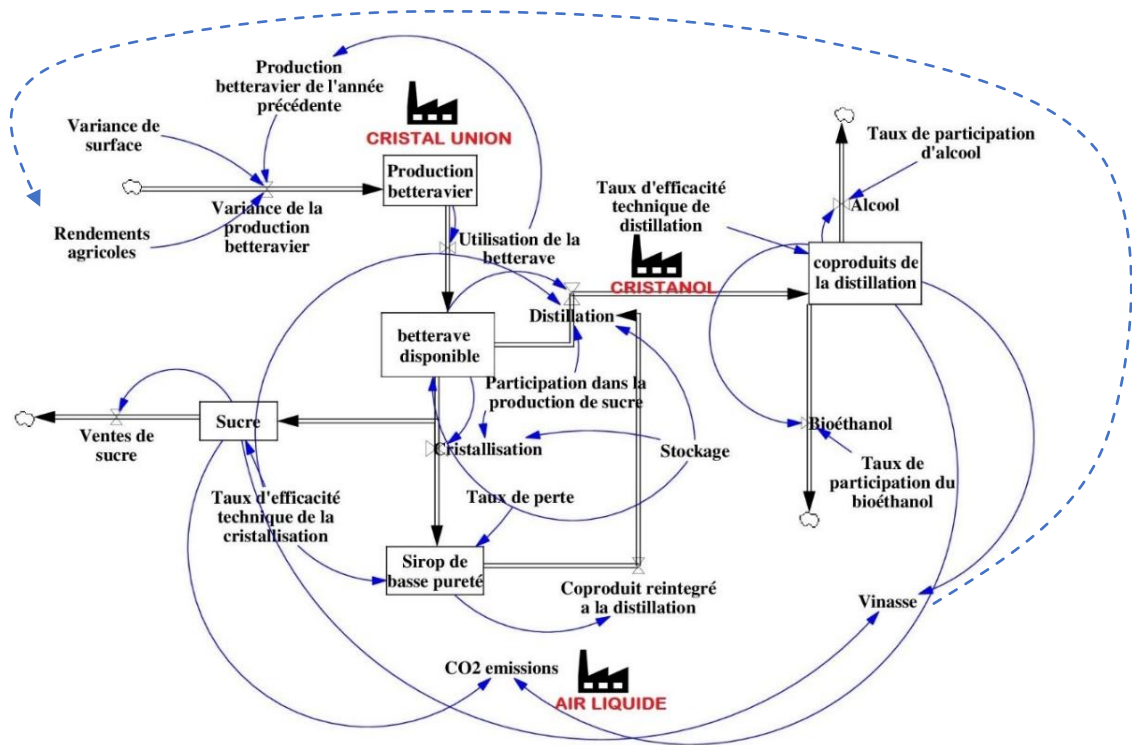 Production
betteravier de l'année
précédente
CRISTAL UNION
Variance de
surface
Taux de participation
d'alcool
Production
betteravier
Taux d'efficacité
technique de
distillation
Alcool
Rendements
agricoles
Variance de la
production
betteravier
Utilisation de la
betterave
CRISTANOL
coproduits de
la distillation
Distillation
betterave
disponible
Participation dans la
production de sucre
Sucre
Ventes de
sucre
Cristallisation
Stockage
Bioéthanol
Taux de
participation du
bioéthanol
Taux d'efficacité
technique de la
cristallisation
Taux de perte
Sirop de
basse pureté
Coproduit reintegré
a la distillation
Vinasse
CO2 emissions
AIR LIQUIDE